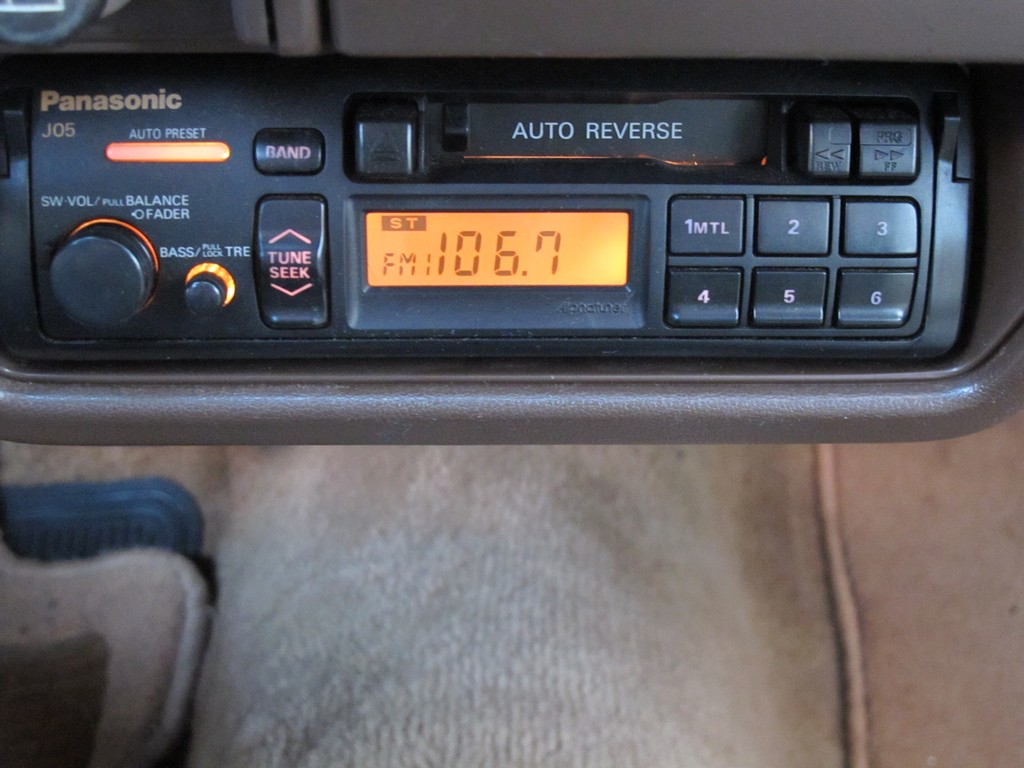 Panasonic
J05
AUTO PRESET
BAND
AUTO REVERSE
◀◀
REW
PRG
▶▶
FF
SW·VOL/PULL BALANCE
FADER
BASS/PULL LOCK TRE
TUNE
SEEK
ST
FM1 106.7
1MTL
2
3
4
5
6